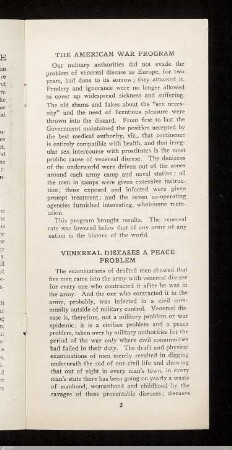 THE AMERICAN WAR PROGRAM
Our military authorities did not evade the
problem of venereal disease as Europe, for two
years, had done to its sorrow; they attacked it.
Prudery and ignorance were no longer allowed
to cover up widespread sickness and suffering.
The old shams and fakes about the "sex neces-
sity" and the need of licentious pleasure were
thrown into the discard. From first to last the
Government maintained the position accepted by
the best medical authority, viz., that continence
is entirely compatible with health, and that irreg-
ular sex intercourse with prostitutes is the most
prolific cause of venereal disease. The denizens
of the underworld were driven out of the zones
around each army camp and naval station; all
the men in camps were given extensive instruc-
tion; those exposed and infected were given
prompt treatment; and the seven co-operating
agencies furnished interesting, wholesome recre-
ation.
This program brought results. The venereal
rate was lowered below that of any army of any
nation in the history of the world.
VENEREAL DISEASES A PEACE
PROBLEM
The examinations of drafted men showed that
five men came into the army with venereal disease
for every one who contracted it after he was in
the army. And the one who contracted it in the
army, probably, was infected in a civil com-
munity outside of military control. Venereal dis-
ease is, therefore, not a military problem or war
epidemic; it is a civilian problem and a peace
problem, taken over by military authorities for the
period of the war only where civil communities
had failed in their duty. The draft and physical
examinations of men merely resulted in digging
underneath the sod of our civil life and showing
that out of sight in every man's town, in every
man's state there has been going on yearly a waste
of manhood, womanhood and childhood by the
ravages of these preventable diseases; diseases
3